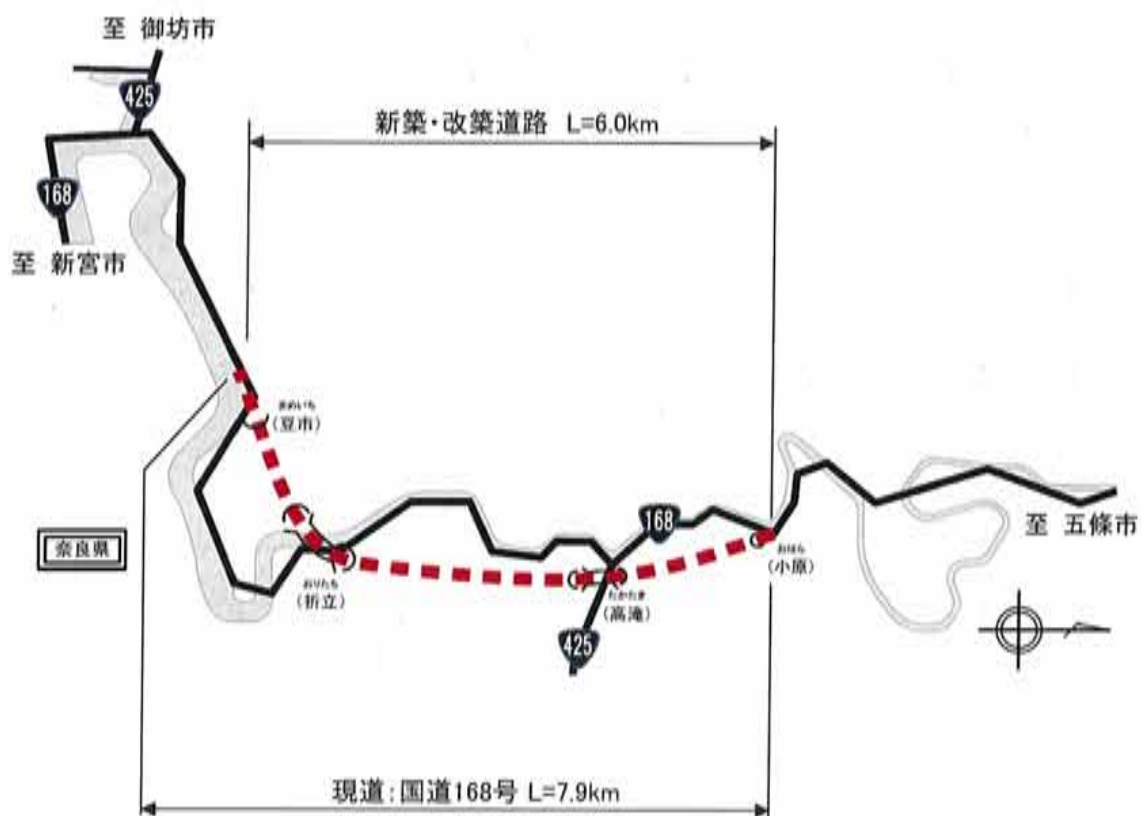 至 御坊市
425
新築・改築道路 L=6.0km
168
至 新宮市
まめいち
(豆市)
168
至 五條市
奈良県
おりたち
(折立)
たかたき
(高滝)
おはら
(小原)
425
現道:国道168号 L=7.9km